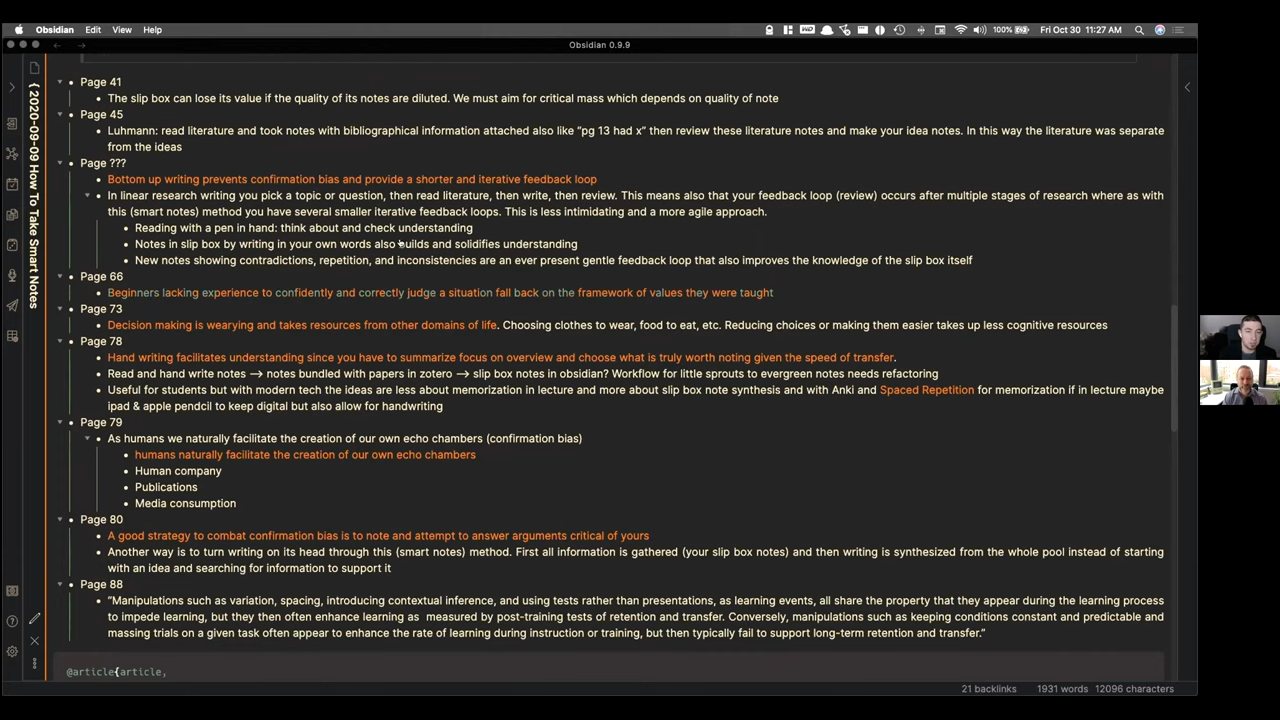 Obsidian Edit View Help 100% Fri Oct 30 11:27 AM
Obsidian 0.9.9
{ 2020-09-09 How To Take Smart Notes
Page 41
The slip box can lose its value if the quality of its notes are diluted. We must aim for critical mass which depends on quality of note
Page 45
Luhmann: read literature and took notes with bibliographical information attached also like “pg 13 had x” then review these literature notes and make your idea notes. In this way the literature was separate
from the ideas
Page ???
Bottom up writing prevents confirmation bias and provide a shorter and iterative feedback loop
In linear research writing you pick a topic or question, then read literature, then write, then review. This means also that your feedback loop (review) occurs after multiple stages of research where as with
this (smart notes) method you have several smaller iterative feedback loops. This is less intimidating and a more agile approach.
Reading with a pen in hand: think about and check understanding
Notes in slip box by writing in your own words also builds and solidifies understanding
New notes showing contradictions, repetition, and inconsistencies are an ever present gentle feedback loop that also improves the knowledge of the slip box itself
Page 66
Beginners lacking experience to confidently and correctly judge a situation fall back on the framework of values they were taught
Page 73
Decision making is wearying and takes resources from other domains of life. Choosing clothes to wear, food to eat, etc. Reducing choices or making them easier takes up less cognitive resources
Page 78
Hand writing facilitates understanding since you have to summarize focus on overview and choose what is truly worth noting given the speed of transfer.
Read and hand write notes —> notes bundled with papers in zotero —> slip box notes in obsidian? Workflow for little sprouts to evergreen notes needs refactoring
Useful for students but with modern tech the ideas are less about memorization in lecture and more about slip box note synthesis and with Anki and Spaced Repetition for memorization if in lecture maybe
ipad & apple pendcil to keep digital but also allow for handwriting
Page 79
As humans we naturally facilitate the creation of our own echo chambers (confirmation bias)
humans naturally facilitate the creation of our own echo chambers
Human company
Publications
Media consumption
Page 80
A good strategy to combat confirmation bias is to note and attempt to answer arguments critical of yours
Another way is to turn writing on its head through this (smart notes) method. First all information is gathered (your slip box notes) and then writing is synthesized from the whole pool instead of starting
with an idea and searching for information to support it
Page 88
“Manipulations such as variation, spacing, introducing contextual inference, and using tests rather than presentations, as learning events, all share the property that they appear during the learning process
to impede learning, but they then often enhance learning as measured by post-training tests of retention and transfer. Conversely, manipulations such as keeping conditions constant and predictable and
massing trials on a given task often appear to enhance the rate of learning during instruction or training, but then typically fail to support long-term retention and transfer.”
@article{article,
21 backlinks 1931 words 12096 characters